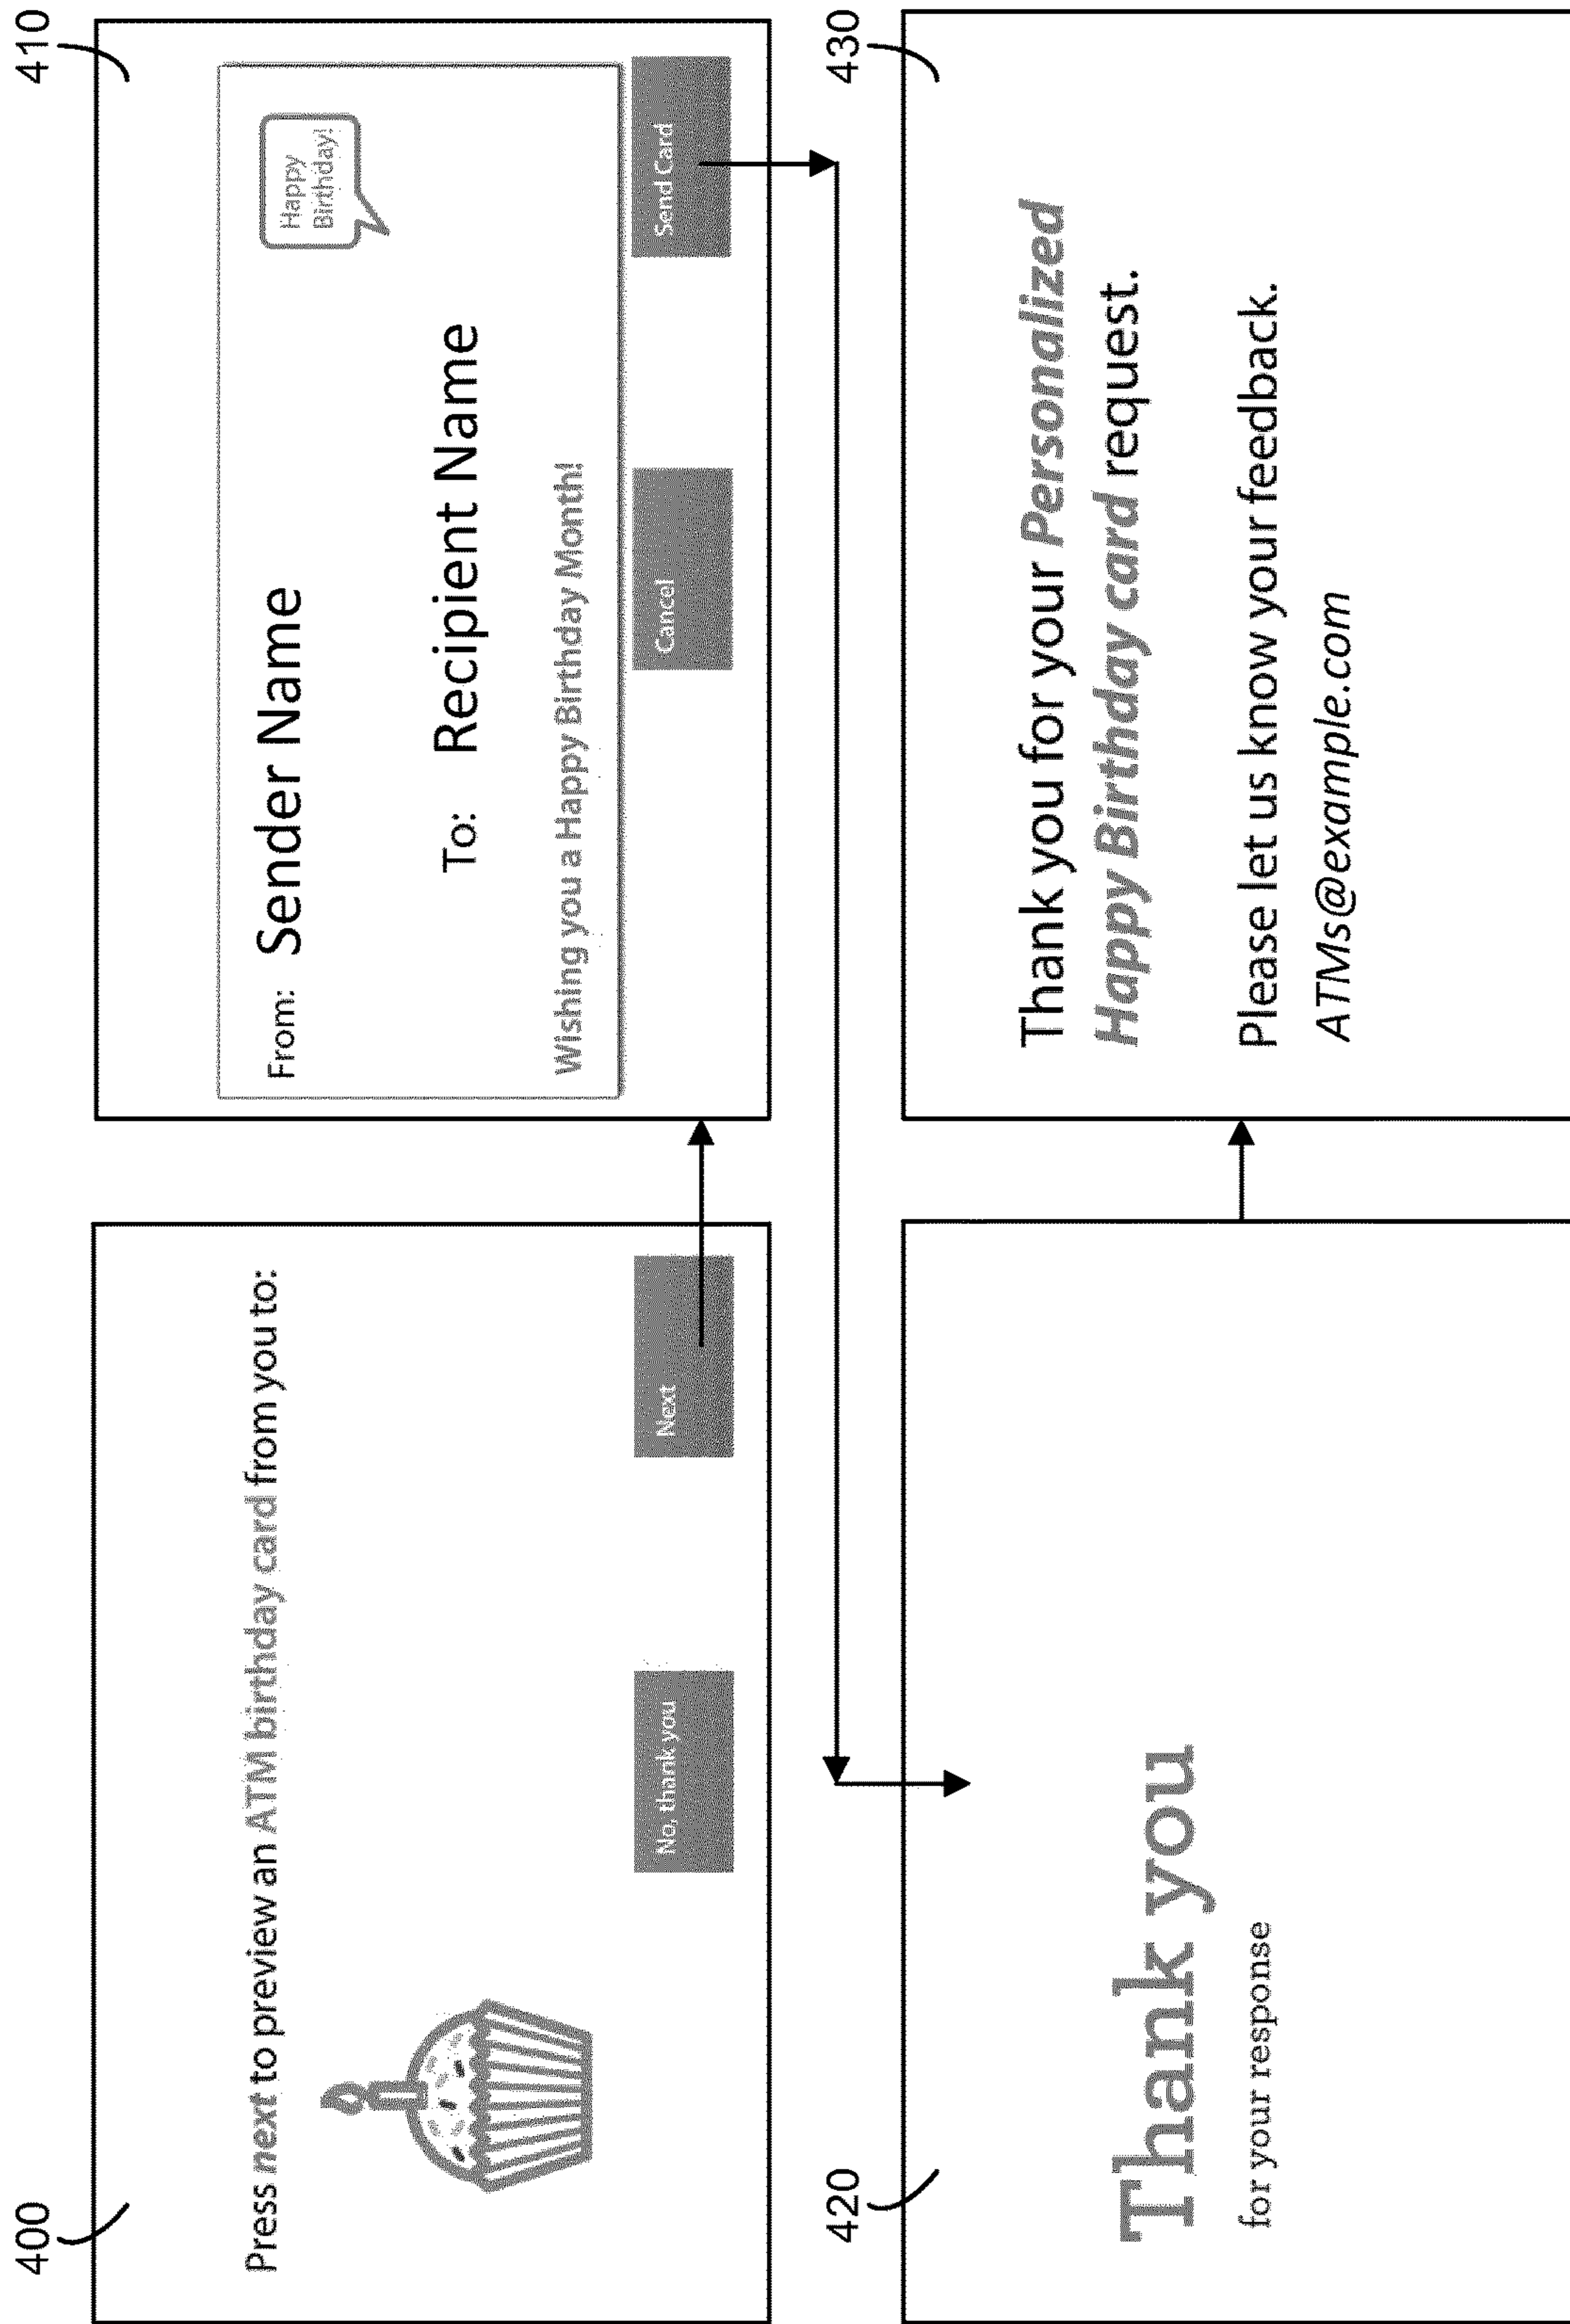 400
Press next to preview an ATM birthday card from you to:
No, thank you
Next
410
From: Sender Name
Happy
Birthday!
To: Recipient Name
Wishing you a Happy Birthday Month!
Cancel
Send Card
420
Thank you
for your response
430
Thank you for your Personalized
Happy Birthday card request.
Please let us know your feedback.
ATMs@example.com